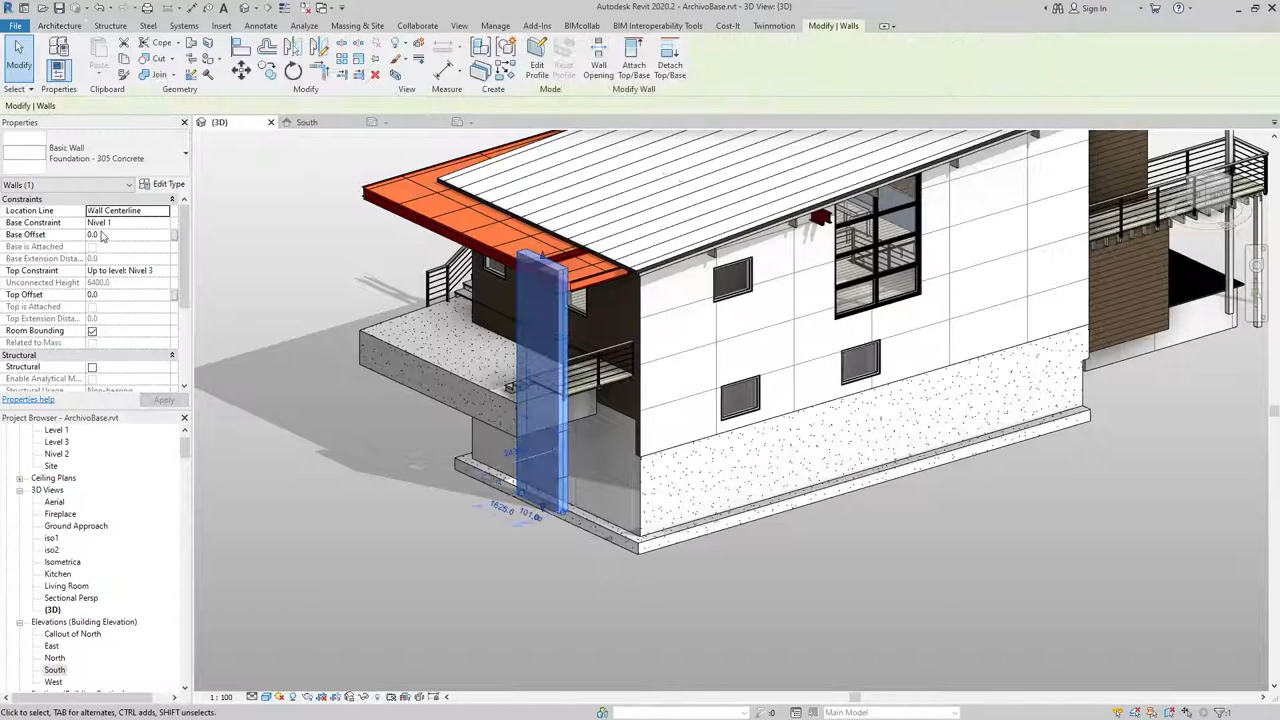 Autodesk Revit 2020.2 - ArchivoBase.rvt - 3D View: {3D}
Sign In
File Architecture Structure Steel Systems Insert Annotate Analyze Massing & Site Collaborate View Manage Add-Ins BIMcollab BIM Interoperability Tools Cost-It Twinmotion Modify | Walls
Modify
Paste
Cope
Cut
Join
Edit Profile
Reset Profile
Wall Opening
Attach Top/Base
Detach Top/Base
Select Properties Clipboard Geometry Modify View Measure Create Mode Modify Wall
Modify | Walls
Properties
{3D}
South
Basic Wall
Foundation - 305 Concrete
Walls (1)
Edit Type
Constraints
Location Line Wall Centerline
Base Constraint Nivel 1
Base Offset 0.0
Base is Attached
Base Extension Dista... 0.0
Top Constraint Up to level: Nivel 3
Unconnected Height 6400.0
Top Offset 0.0
Top is Attached
Top Extension Dista... 0.0
Room Bounding
Related to Mass
Structural
Structural
Enable Analytical M...
Structural Usage Non-bearing
Properties help
Apply
Project Browser - ArchivoBase.rvt
Level 1
Level 3
Nivel 2
Site
Ceiling Plans
3D Views
Aerial
Fireplace
Ground Approach
iso1
iso2
Isometrica
Kitchen
Living Room
Sectional Persp
{3D}
Elevations (Building Elevation)
Callout of North
East
North
South
West
1625.6
1 : 100
Click to select, TAB for alternates, CTRL adds, SHIFT unselects.
:0
Main Model
:1